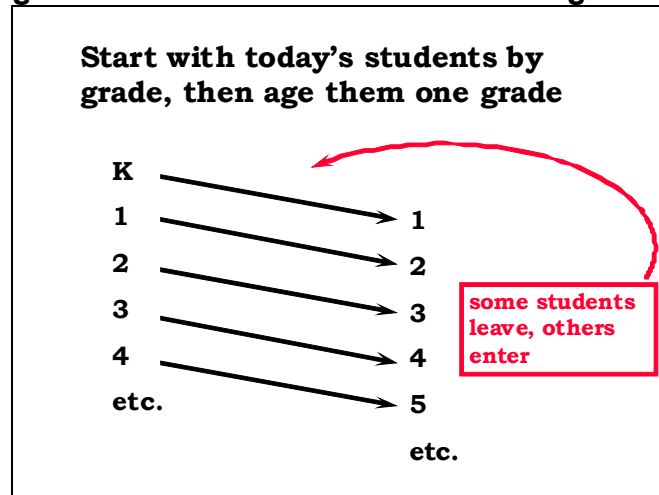 Start with today's students by
grade, then age them one grade
K
1
2
3
4
etc.
1
2
3
4
5
etc.
some students
leave, others
enter